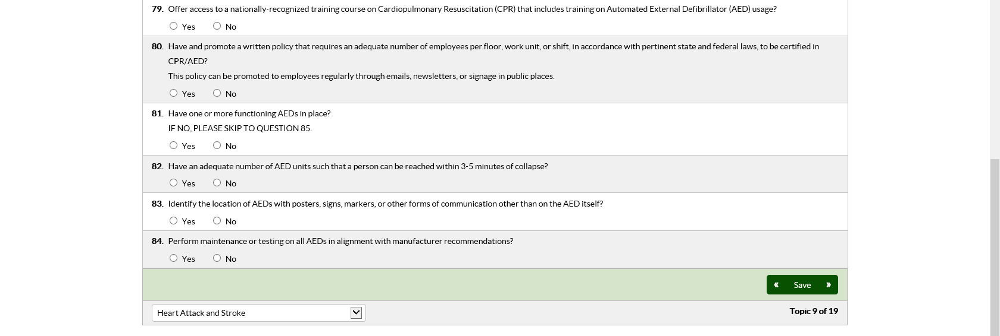 79. Offer access to a nationally-recognized training course on Cardiopulmonary Resuscitation (CPR) that includes training on Automated External Defibrillator (AED) usage?
Yes No
80. Have and promote a written policy that requires an adequate number of employees per floor, work unit, or shift, in accordance with pertinent state and federal laws, to be certified in
CPR/AED?
This policy can be promoted to employees regularly through emails, newsletters, or signage in public places.
Yes No
81. Have one or more functioning AEDs in place?
IF NO, PLEASE SKIP TO QUESTION 85.
Yes No
82. Have an adequate number of AED units such that a person can be reached within 3-5 minutes of collapse?
Yes No
83. Identify the location of AEDs with posters, signs, markers, or other forms of communication other than on the AED itself?
Yes No
84. Perform maintenance or testing on all AEDs in alignment with manufacturer recommendations?
Yes No
« Save »
Heart Attack and Stroke Topic 9 of 19